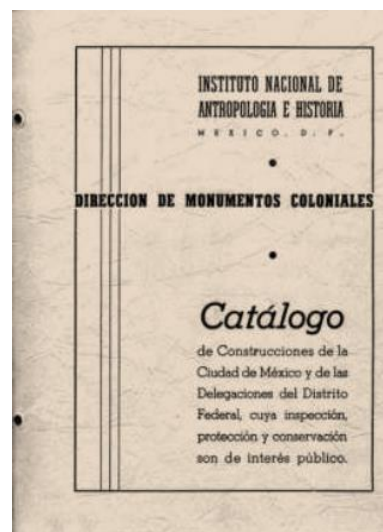 INSTITUTO NACIONAL DE
ANTROPOLOGIA E HISTORIA
MEXICO, D. F.
DIRECCION DE MONUMENTOS COLONIALES
Catálogo
de Construcciones de la
Ciudad de México y de las
Delegaciones del Distrito
Federal, cuya inspección,
protección y conservación
son de interés público.